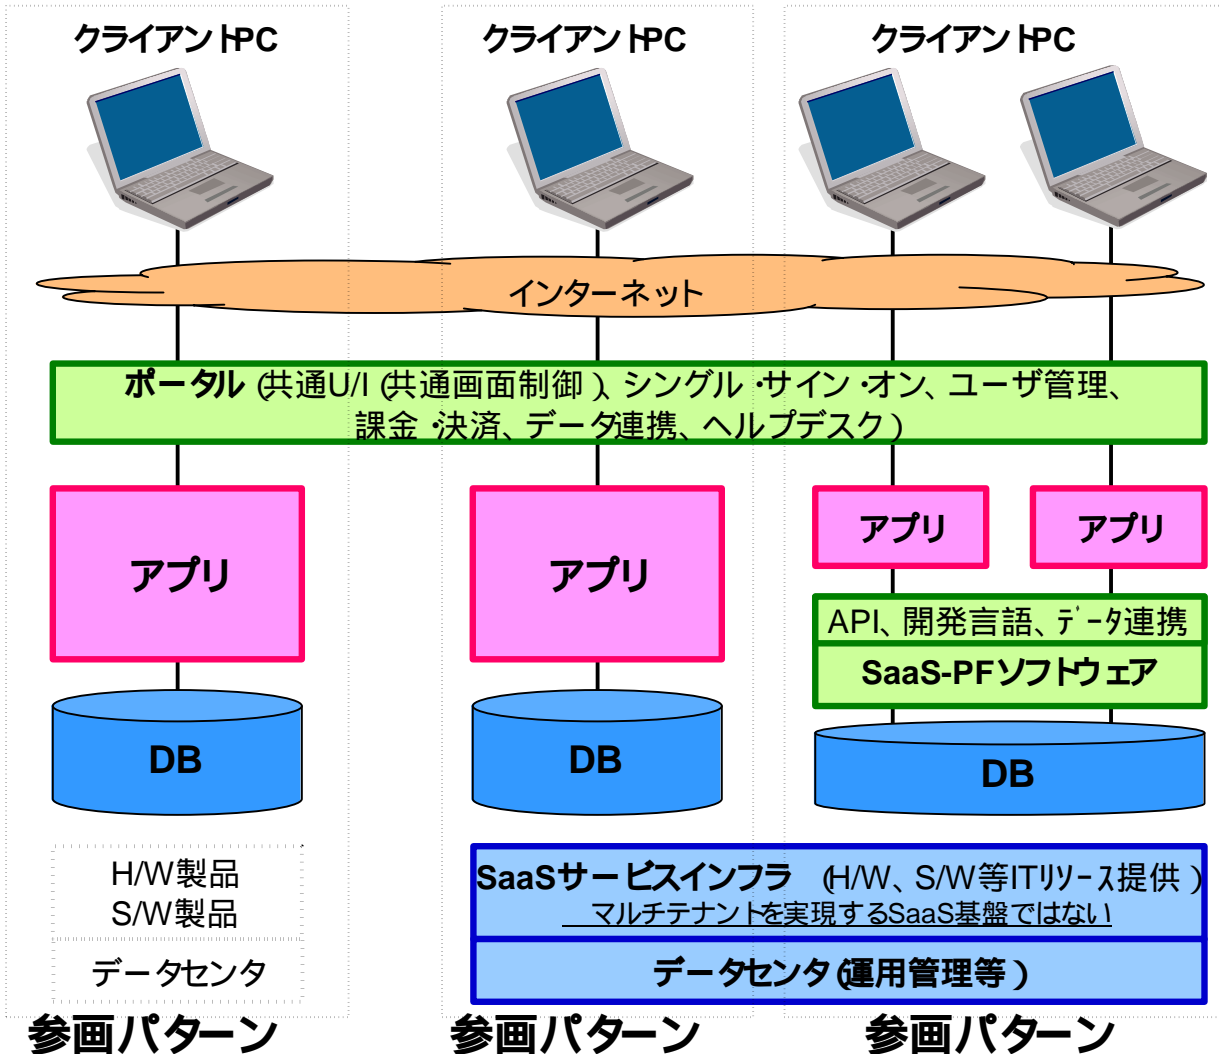 クライアントPC
クライアントPC
クライアントPC
インターネット
ポータル (共通U/I (共通画面制御)、シングル・サイン・オン、ユーザ管理、
課金・決済、データ連携、ヘルプデスク)
アプリ
アプリ
アプリ
アプリ
API、開発言語、データ連携
SaaS-PFソフトウェア
DB
DB
DB
H/W製品
S/W製品
データセンタ
SaaSサービスインフラ (H/W、S/W等ITリソース提供)
マルチテナントを実現するSaaS基盤ではない
データセンタ(運用管理等)
参画パターン
参画パターン
参画パターン